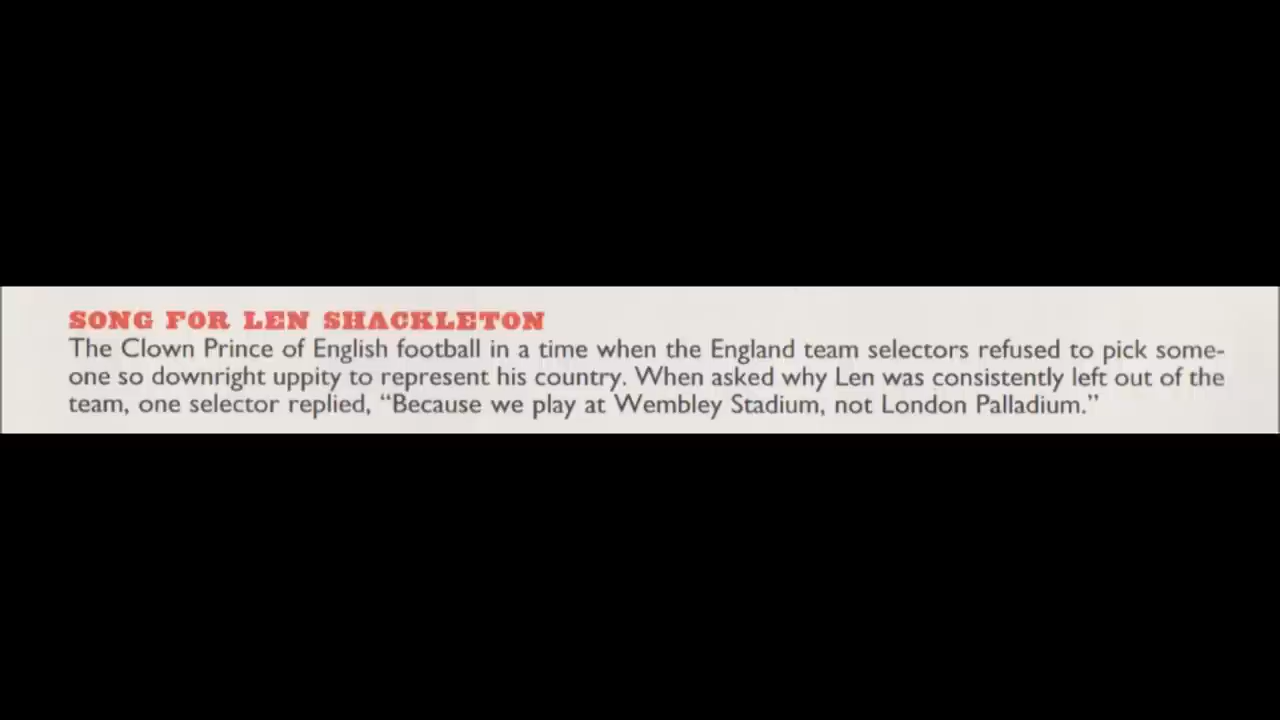 SONG FOR LEN SHACKLETON
The Clown Prince of English football in a time when the England team selectors refused to pick some-
one so downright uppity to represent his country. When asked why Len was consistently left out of the
team, one selector replied, “Because we play at Wembley Stadium, not London Palladium.”